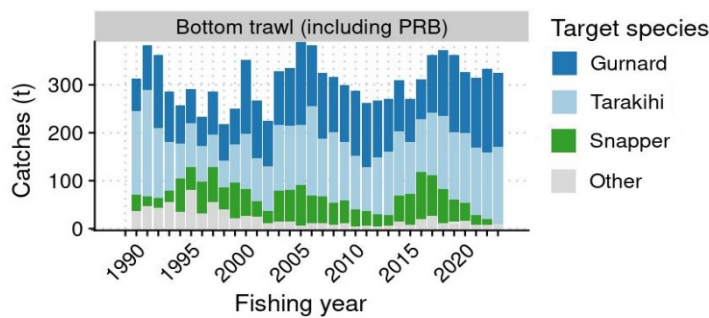 Bottom trawl (including PRB)
Catches (t)
300
200
100
0
1990
1995
2000
2005
2010
2015
2020
Fishing year
Target species
Gurnard
Tarakihi
Snapper
Other